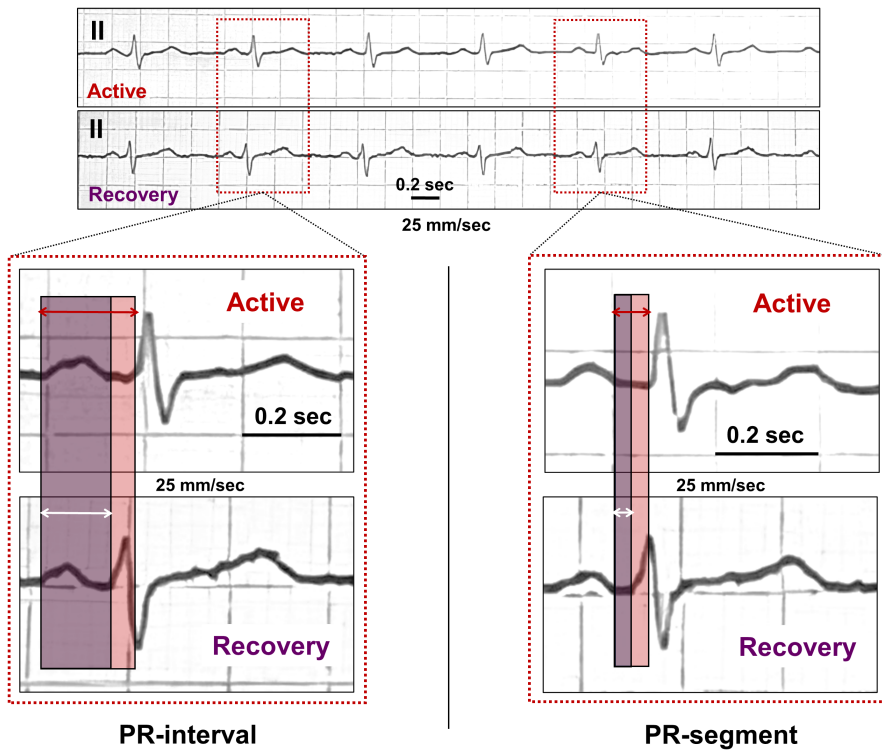 II
Active
II
Recovery
0.2 sec
25 mm/sec
Active
0.2 sec
25 mm/sec
Recovery
PR-interval
Active
0.2 sec
25 mm/sec
Recovery
PR-segment